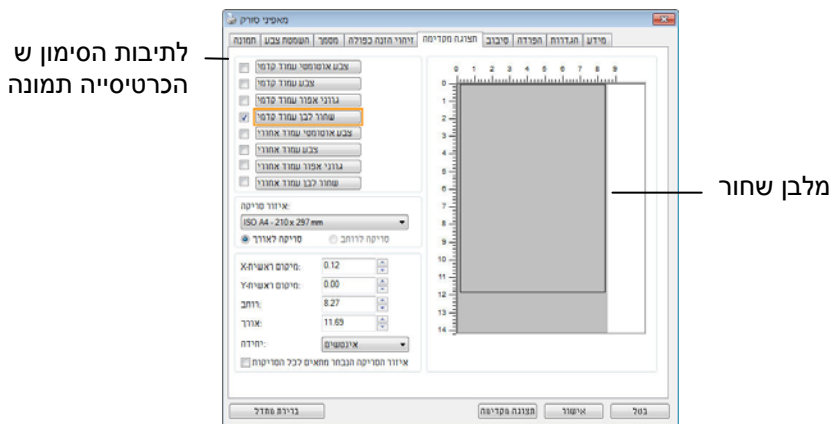 מאפיני סורק
תמונה השמטת צבע מסמך זיהוי הזנה כפולה תצוגה מקדימה סיבוב הפרדה הגדרות מידע
לתיבות הסימון ש
הכרטיסייה תמונה
צבע אוטומטי עמוד קדמי
צבע עמוד קדמי
גווני אפור עמוד קדמי
שחור לבן עמוד קדמי
צבע אוטומטי עמוד אחורי
צבע עמוד אחורי
גווני אפור עמוד אחורי
שחור לבן עמוד אחורי
איזור סריקה:
ISO A4 - 210 x 297 mm
סריקה לאורך סריקה לרוחב
X-מיקום ראשית: 0.12
Y-מיקום ראשית: 0.00
רוחב: 8.27
אורך: 11.69
יחידה: אינטשים
איזור הסריקה הנבחר מתאים לכל הסריקות
0 1 2 3 4 5 6 7 8 9
0
1
2
3
4
5
6
7
8
9
10
11
12
13
14
מלבן שחור
ברירת מחדל תצוגה מקדימה אישור בטל